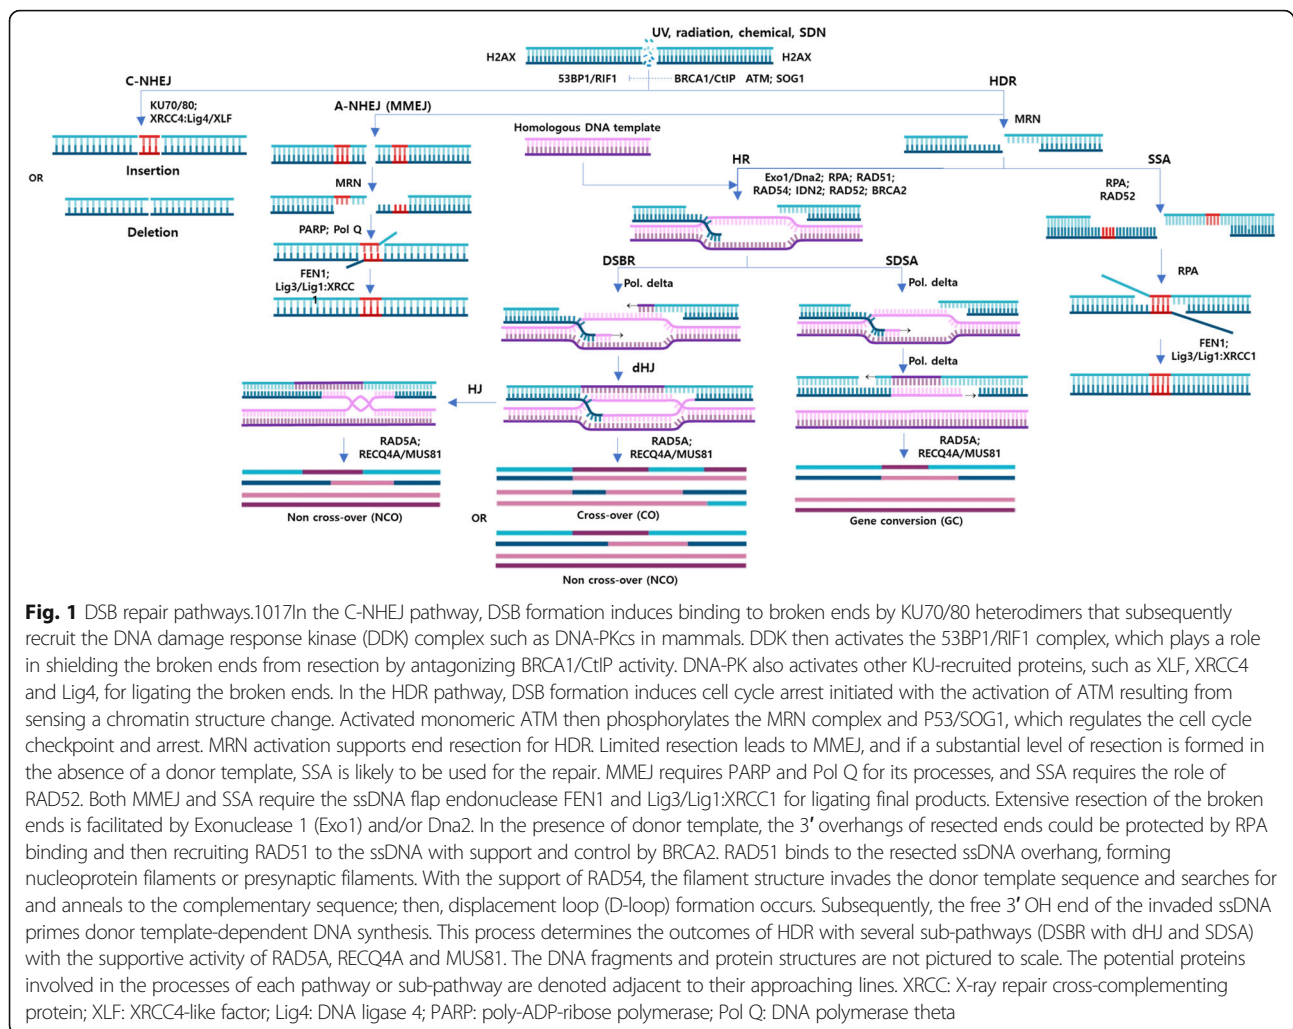 UV, radiation, chemical, SDN
H2AX
H2AX
C-NHEJ
53BP1/RIF1
BRCA1/CtIP
ATM; SOG1
HDR
KU70/80;
XRCC4:Lig4/XLF
A-NHEJ (MMEJ)
MRN
Homologous DNA template
Insertion
OR
Deletion
HR
SSA
Exo1/Dna2; RPA; RAD51;
RAD54; IDN2; RAD52; BRCA2
RPA;
RAD52
MRN
PARP; Pol Q
FEN1;
Lig3/Lig1:XRCC
1
DSBR
SDSA
Pol. delta
Pol. delta
RPA
FEN1;
Lig3/Lig1:XRCC1
dHJ
Pol. delta
HJ
RAD5A;
RECQ4A/MUS81
RAD5A;
RECQ4A/MUS81
RAD5A;
RECQ4A/MUS81
Non cross-over (NCO)
OR
Cross-over (CO)
Gene conversion (GC)
Non cross-over (NCO)
Fig. 1 DSB repair pathways.1017In the C-NHEJ pathway, DSB formation induces binding to broken ends by KU70/80 heterodimers that subsequently
recruit the DNA damage response kinase (DDK) complex such as DNA-PKcs in mammals. DDK then activates the 53BP1/RIF1 complex, which plays a role
in shielding the broken ends from resection by antagonizing BRCA1/CtIP activity. DNA-PK also activates other KU-recruited proteins, such as XLF, XRCC4
and Lig4, for ligating the broken ends. In the HDR pathway, DSB formation induces cell cycle arrest initiated with the activation of ATM resulting from
sensing a chromatin structure change. Activated monomeric ATM then phosphorylates the MRN complex and P53/SOG1, which regulates the cell cycle
checkpoint and arrest. MRN activation supports end resection for HDR. Limited resection leads to MMEJ, and if a substantial level of resection is formed in
the absence of a donor template, SSA is likely to be used for the repair. MMEJ requires PARP and Pol Q for its processes, and SSA requires the role of
RAD52. Both MMEJ and SSA require the ssDNA flap endonuclease FEN1 and Lig3/Lig1:XRCC1 for ligating final products. Extensive resection of the broken
ends is facilitated by Exonuclease 1 (Exo1) and/or Dna2. In the presence of donor template, the 3′ overhangs of resected ends could be protected by RPA
binding and then recruiting RAD51 to the ssDNA with support and control by BRCA2. RAD51 binds to the resected ssDNA overhang, forming
nucleoprotein filaments or presynaptic filaments. With the support of RAD54, the filament structure invades the donor template sequence and searches for
and anneals to the complementary sequence; then, displacement loop (D-loop) formation occurs. Subsequently, the free 3′ OH end of the invaded ssDNA
primes donor template-dependent DNA synthesis. This process determines the outcomes of HDR with several sub-pathways (DSBR with dHJ and SDSA)
with the supportive activity of RAD5A, RECQ4A and MUS81. The DNA fragments and protein structures are not pictured to scale. The potential proteins
involved in the processes of each pathway or sub-pathway are denoted adjacent to their approaching lines. XRCC: X-ray repair cross-complementing
protein; XLF: XRCC4-like factor; Lig4: DNA ligase 4; PARP: poly-ADP-ribose polymerase; Pol Q: DNA polymerase theta